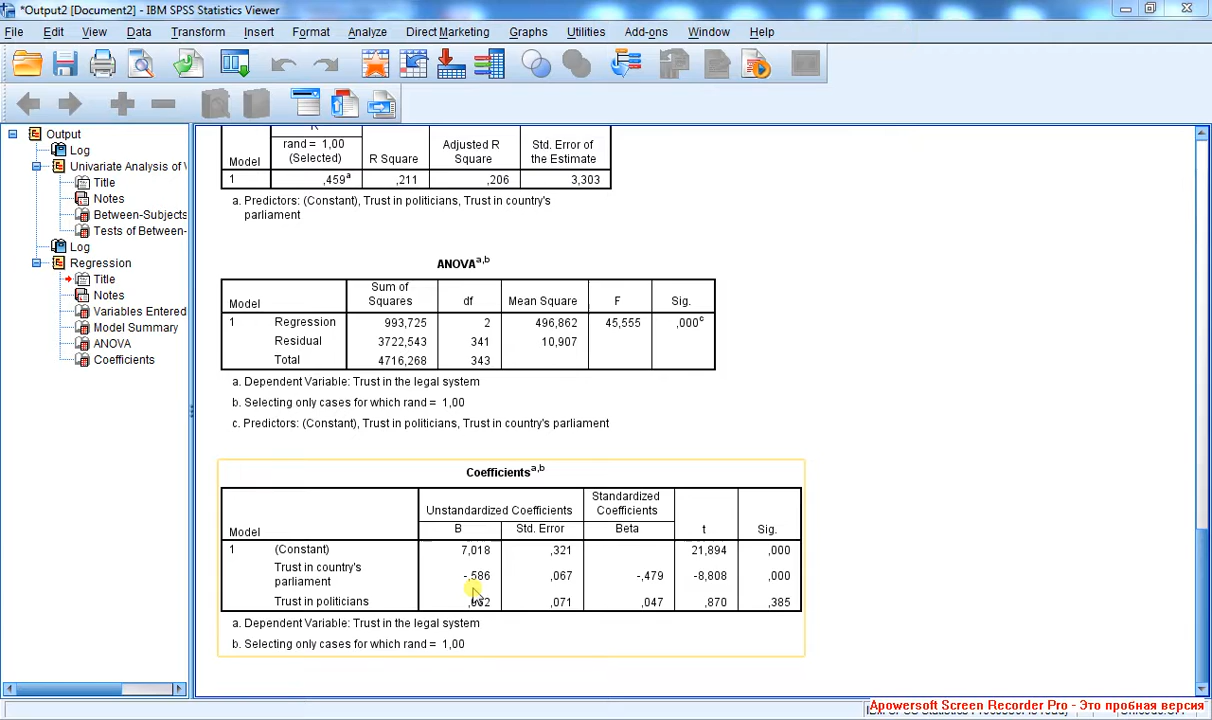 *Output2 [Document2] - IBM SPSS Statistics Viewer
File Edit View Data Transform Insert Format Analyze Direct Marketing Graphs Utilities Add-ons Window Help
Output
Log
Univariate Analysis of
Title
Notes
Between-Subjects
Tests of Between-
Log
Regression
Title
Notes
Variables Entered
Model Summary
ANOVA
Coefficients
Model rand = 1,00 (Selected) R Square Adjusted R Square Std. Error of the Estimate
1 ,459a ,211 ,206 3,303
a. Predictors: (Constant), Trust in politicians, Trust in country's
parliament
ANOVAa,b
Model Sum of Squares df Mean Square F Sig.
1 Regression 993,725 2 496,862 45,555 ,000c
Residual 3722,543 341 10,907
Total 4716,268 343
a. Dependent Variable: Trust in the legal system
b. Selecting only cases for which rand = 1,00
c. Predictors: (Constant), Trust in politicians, Trust in country's parliament
Coefficientsa,b
Unstandardized Coefficients Standardized Coefficients
Model B Std. Error Beta t Sig.
1 (Constant) 7,018 ,321 21,894 ,000
Trust in country's parliament -,586 ,067 -,479 -8,808 ,000
Trust in politicians ,071 ,047 ,870 ,385
a. Dependent Variable: Trust in the legal system
b. Selecting only cases for which rand = 1,00
Apowersoft Screen Recorder Pro - Это пробная версия